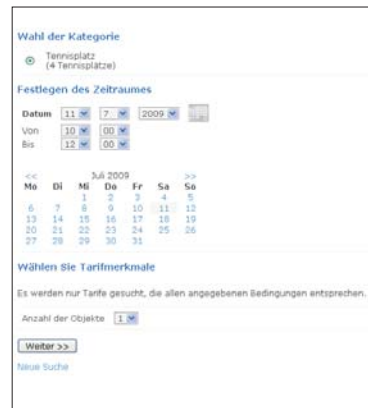 Wahl der Kategorie
Tennisplatz
(4 Tennisplätze)
Festlegen des Zeitraumes
Datum 11 7 2009
Von 10 00
Bis 12 00
<< Juli 2009 >>
Mo Di Mi Do Fr Sa So
1 2 3 4 5
6 7 8 9 10 11 12
13 14 15 16 17 18 19
20 21 22 23 24 25 26
27 28 29 30 31
Wählen Sie Tarifmerkmale
Es werden nur Tarife gesucht, die allen angegebenen Bedingungen entsprechen.
Anzahl der Objekte 1
Weiter >>
Neue Suche